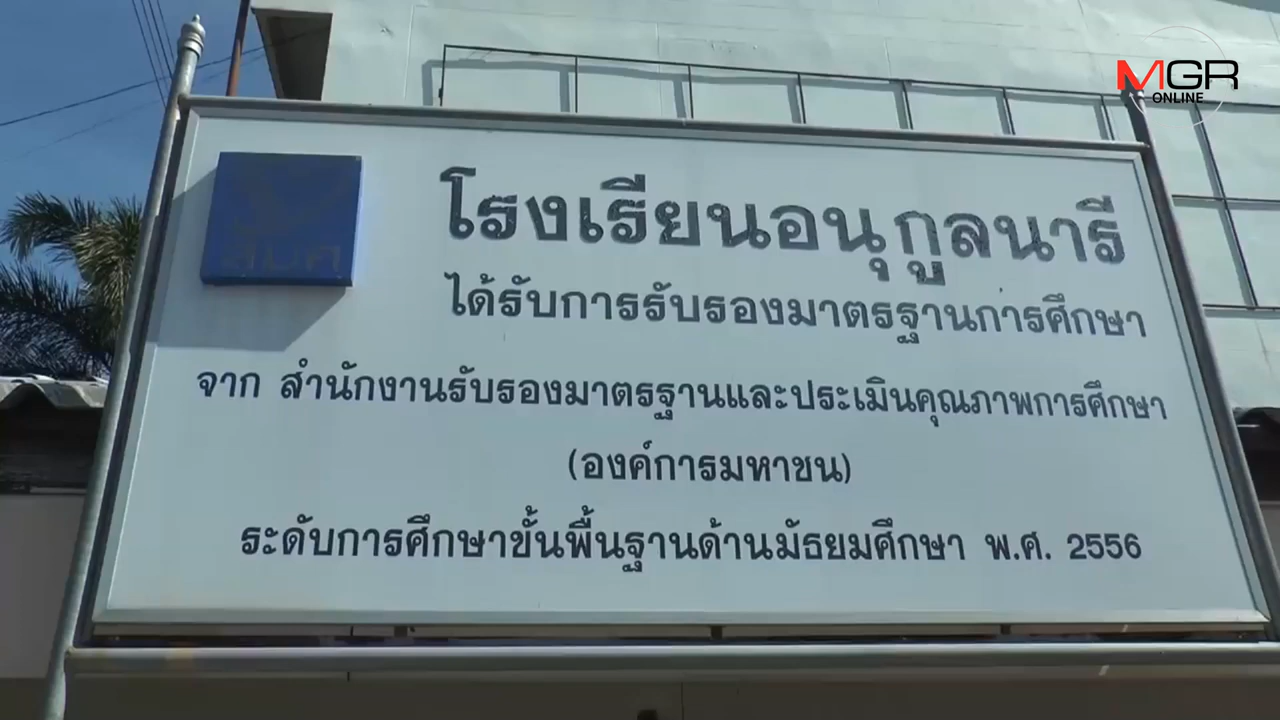 MGR
ONLINE
สมศ
โรงเรียนอนุกูลนารี
ได้รับการรับรองมาตรฐานการศึกษา
จาก สำนักงานรับรองมาตรฐานและประเมินคุณภาพการศึกษา
(องค์การมหาชน)
ระดับการศึกษาขั้นพื้นฐานด้านมัธยมศึกษา พ.ศ. 2556